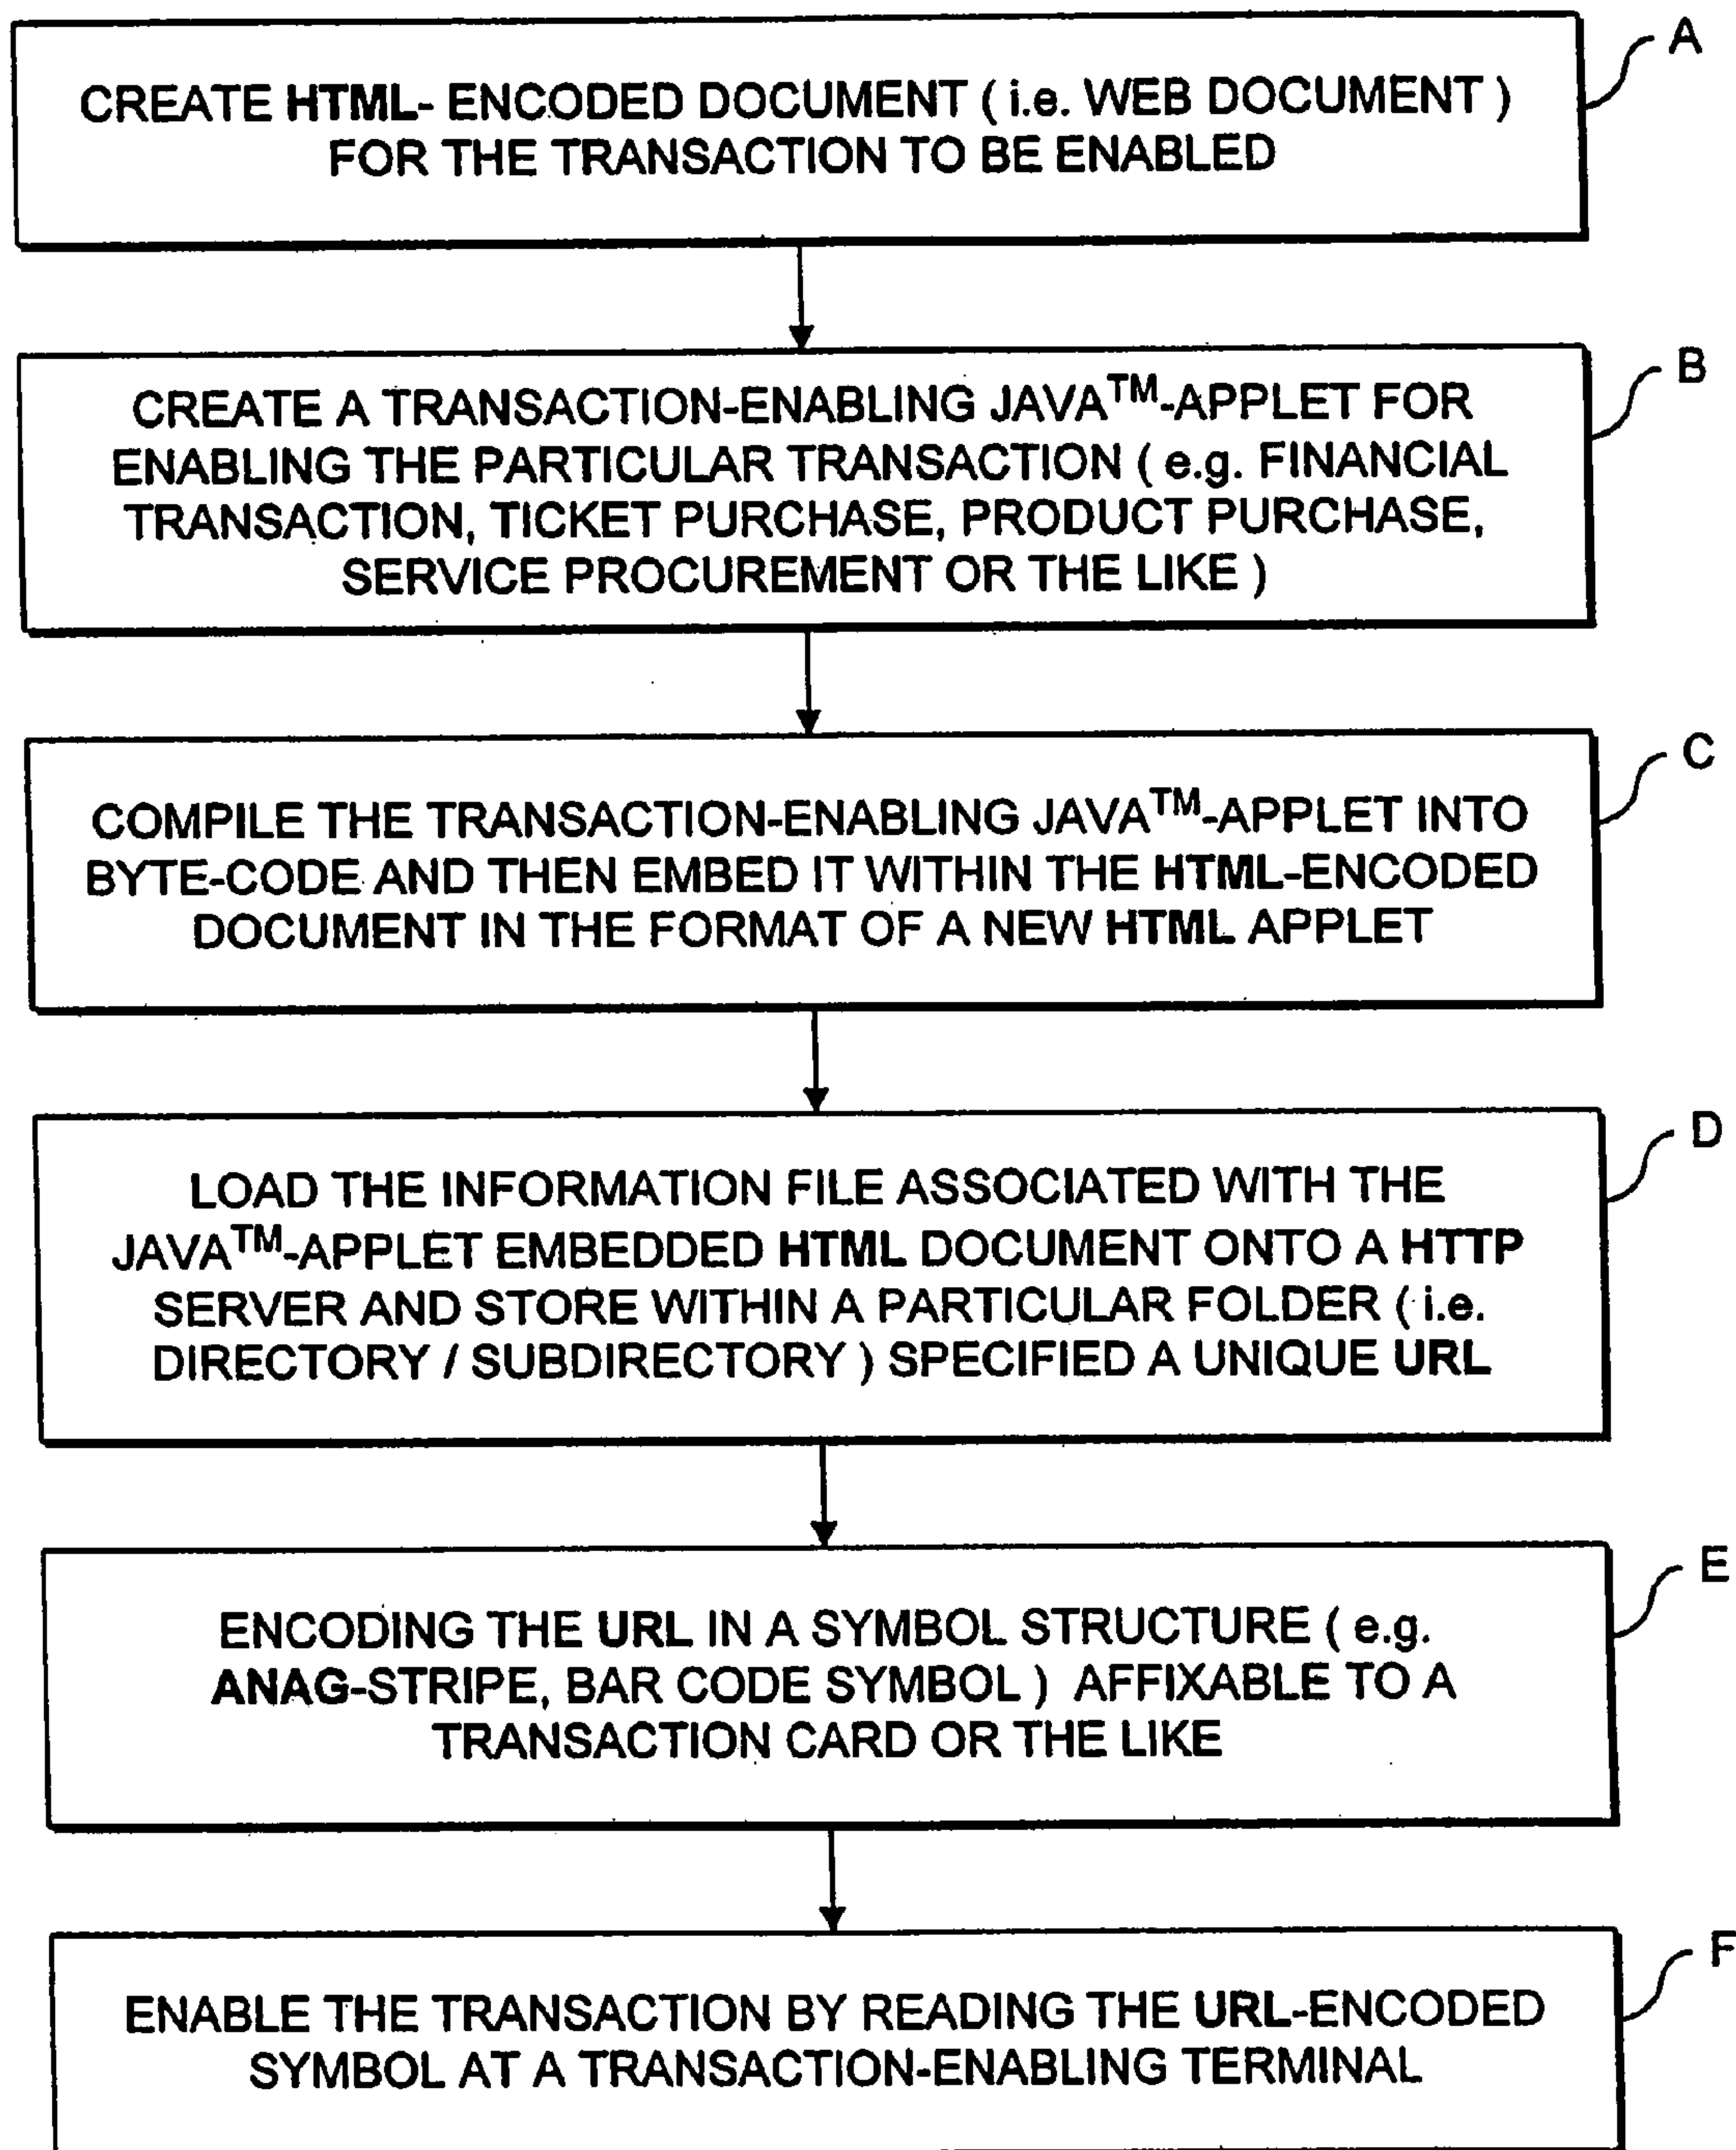 A
CREATE HTML- ENCODED DOCUMENT ( i.e. WEB DOCUMENT )
FOR THE TRANSACTION TO BE ENABLED
B
CREATE A TRANSACTION-ENABLING JAVA™-APPLET FOR
ENABLING THE PARTICULAR TRANSACTION ( e.g. FINANCIAL
TRANSACTION, TICKET PURCHASE, PRODUCT PURCHASE,
SERVICE PROCUREMENT OR THE LIKE )
C
COMPILE THE TRANSACTION-ENABLING JAVA™-APPLET INTO
BYTE-CODE AND THEN EMBED IT WITHIN THE HTML-ENCODED
DOCUMENT IN THE FORMAT OF A NEW HTML APPLET
D
LOAD THE INFORMATION FILE ASSOCIATED WITH THE
JAVA™-APPLET EMBEDDED HTML DOCUMENT ONTO A HTTP
SERVER AND STORE WITHIN A PARTICULAR FOLDER ( i.e.
DIRECTORY / SUBDIRECTORY ) SPECIFIED A UNIQUE URL
E
ENCODING THE URL IN A SYMBOL STRUCTURE ( e.g.
ANAG-STRIPE, BAR CODE SYMBOL ) AFFIXABLE TO A
TRANSACTION CARD OR THE LIKE
F
ENABLE THE TRANSACTION BY READING THE URL-ENCODED
SYMBOL AT A TRANSACTION-ENABLING TERMINAL